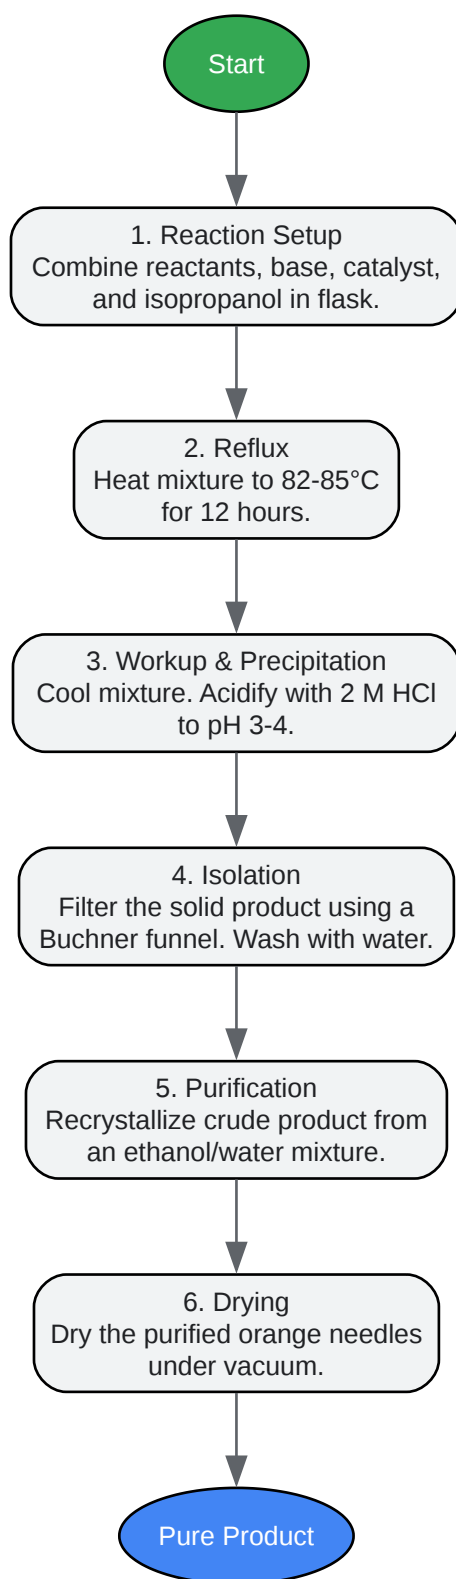 Start
1. Reaction Setup
Combine reactants, base, catalyst,
and isopropanol in flask.
2. Reflux
Heat mixture to 82-85°C
for 12 hours.
3. Workup & Precipitation
Cool mixture. Acidify with 2 M HCl
to pH 3-4.
4. Isolation
Filter the solid product using a
Buchner funnel. Wash with water.
5. Purification
Recrystallize crude product from
an ethanol/water mixture.
6. Drying
Dry the purified orange needles
under vacuum.
Pure Product